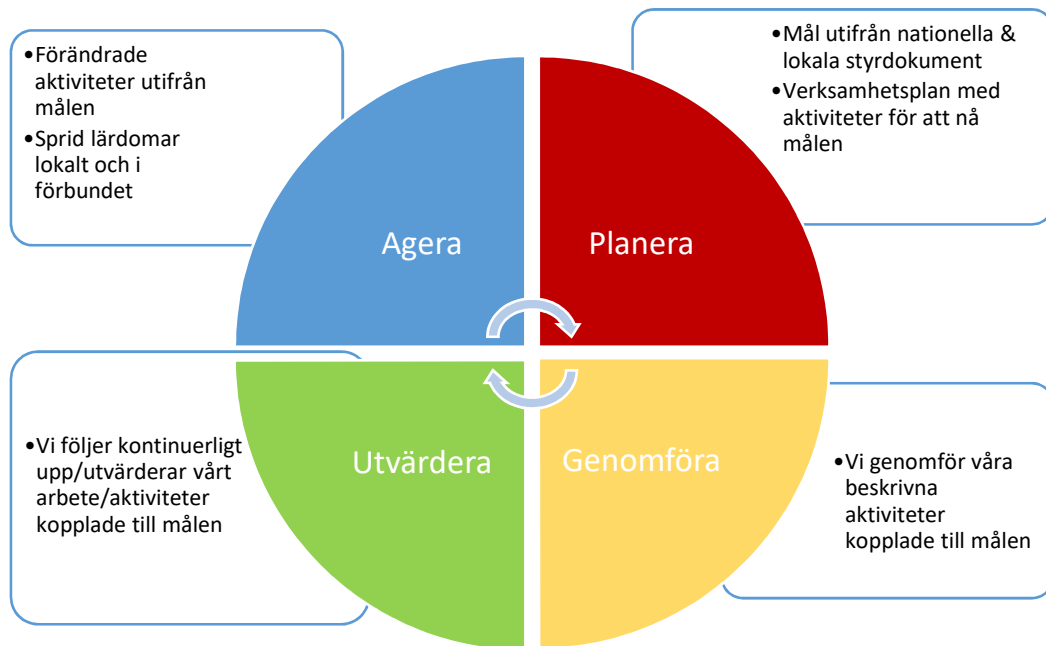 •Förändrade
aktiviteter utifrån
målen
•Sprid lärdomar
lokalt och i
förbundet
•Mål utifrån nationella &
lokala styrdokument
•Verksamhetsplan med
aktiviteter för att nå
målen
Agera
Planera
Utvärdera
Genomföra
•Vi följer kontinuerligt
upp/utvärderar vårt
arbete/aktiviteter
kopplade till målen
•Vi genomför våra
beskrivna
aktiviteter
kopplade till målen